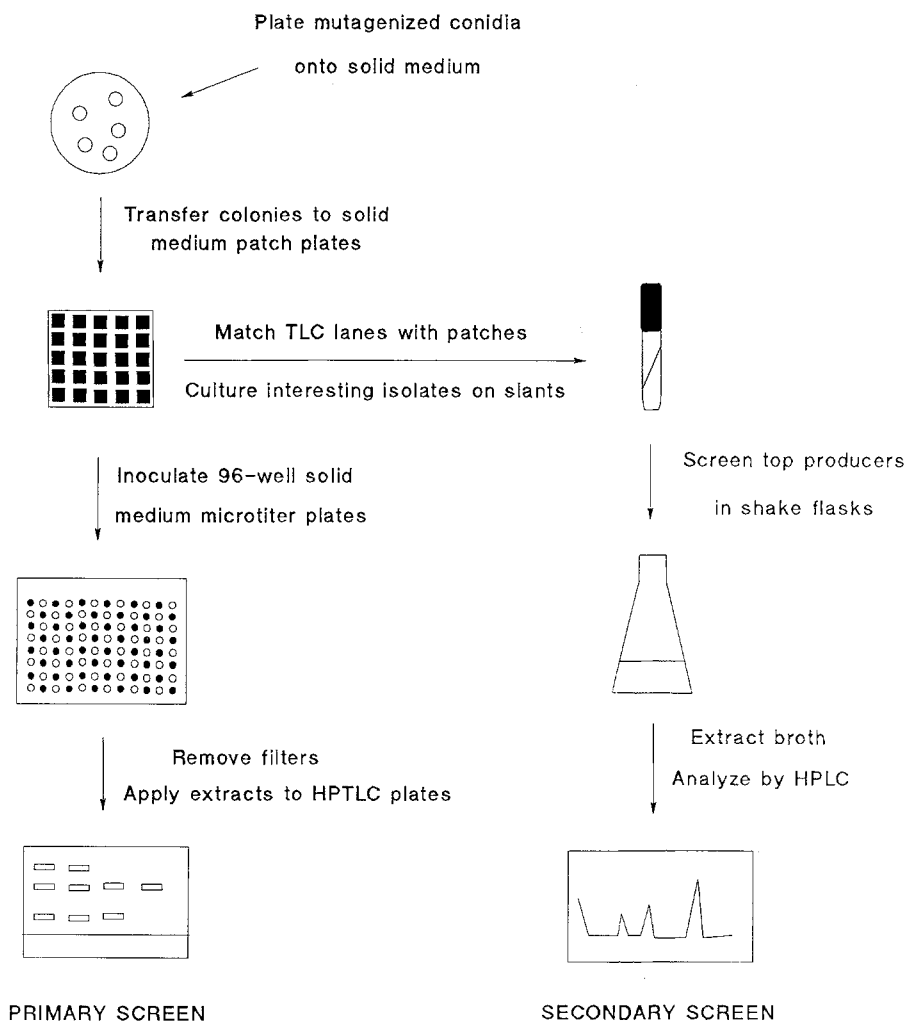 Plate mutagenized conidia
onto solid medium
Transfer colonies to solid
medium patch plates
Match TLC lanes with patches
Culture interesting isolates on slants
Inoculate 96-well solid
medium microtiter plates
Screen top producers
in shake flasks
Remove filters
Apply extracts to HPTLC plates
Extract broth
Analyze by HPLC
PRIMARY SCREEN
SECONDARY SCREEN